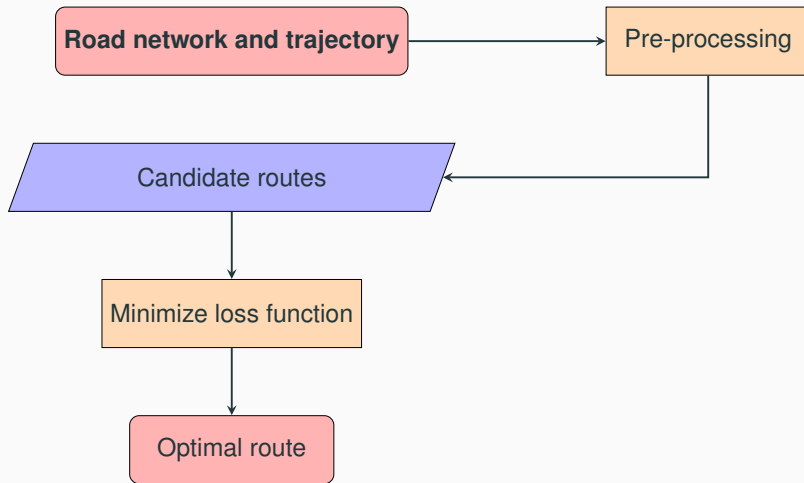 Road network and trajectory
Pre-processing
Candidate routes
Minimize loss function
Optimal route